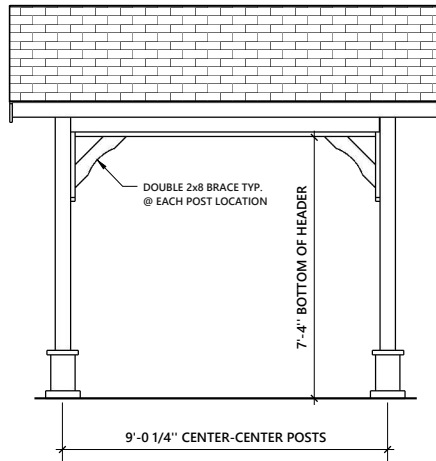 DOUBLE 2x8 BRACE TYP.
@ EACH POST LOCATION
7'-4'' BOTTOM OF HEADER
9'-0 1/4'' CENTER-CENTER POSTS